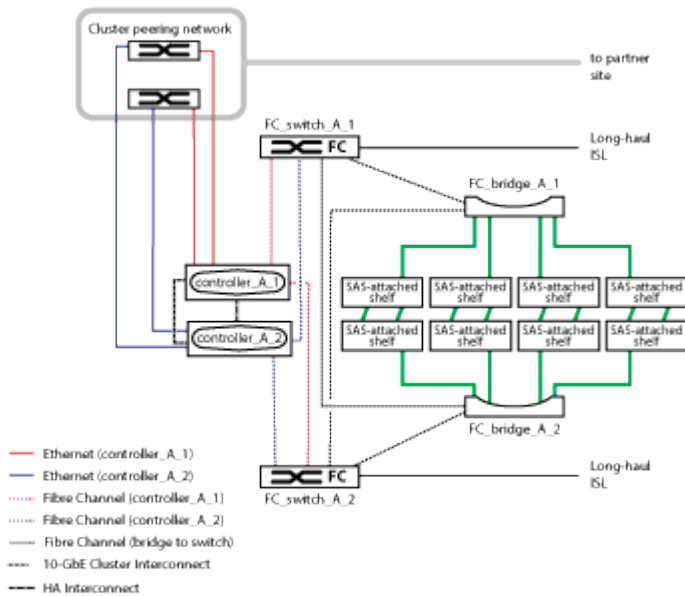 Cluster peering network
to partner
site
FC_switch_A_1
FC
Long-haul
ISL
FC_bridge_A_1
controller_A_1
SAS-attached
shelf
SAS-attached
shelf
SAS-attached
shelf
SAS-attached
shelf
controller_A_2
SAS-attached
shelf
SAS-attached
shelf
SAS-attached
shelf
SAS-attached
shelf
FC_bridge_A_2
FC
FC_switch_A_2
Long-haul
ISL
Ethernet (controller_A_1)
Ethernet (controller_A_2)
Fibre Channel (controller_A_1)
Fibre Channel (controller_A_2)
Fibre Channel (bridge to switch)
10-GbE Cluster Interconnect
HA Interconnect